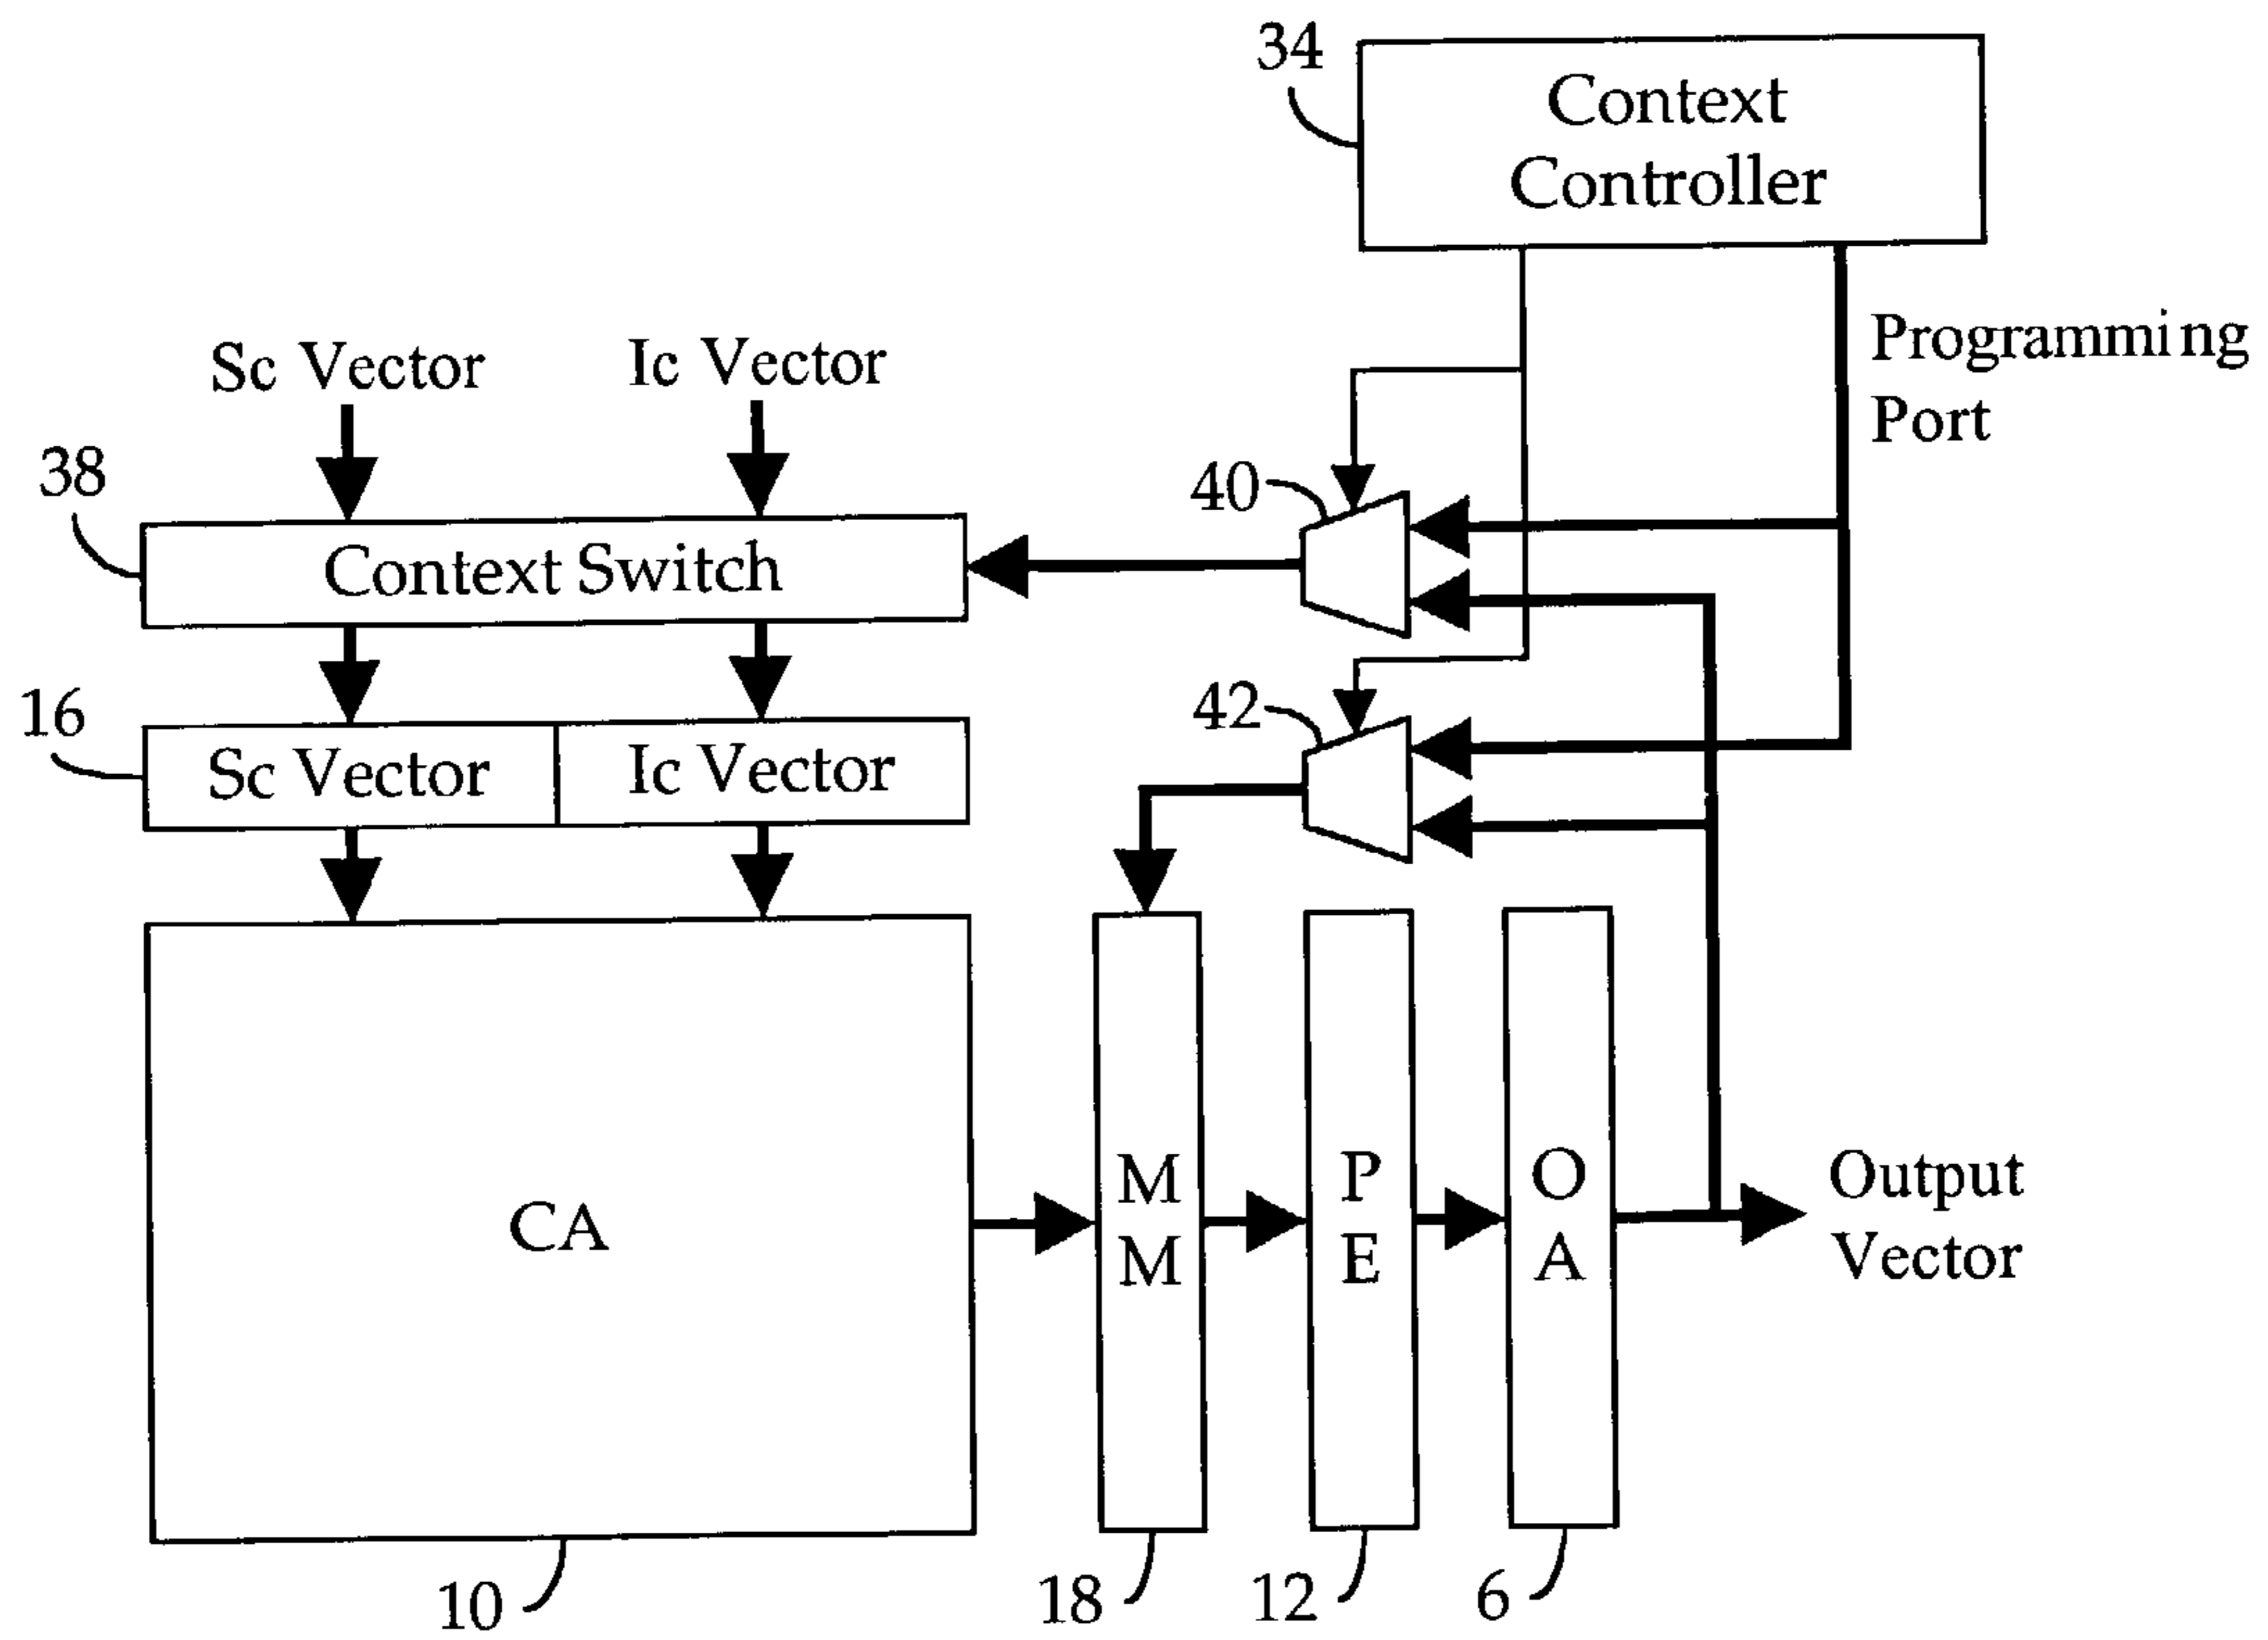 34
Context
Controller
Programming
Port
Sc Vector
Ic Vector
38
40
Context Switch
16
42
Sc Vector
Ic Vector
CA
M
M
P
E
O
A
Output
Vector
10
18
12
6